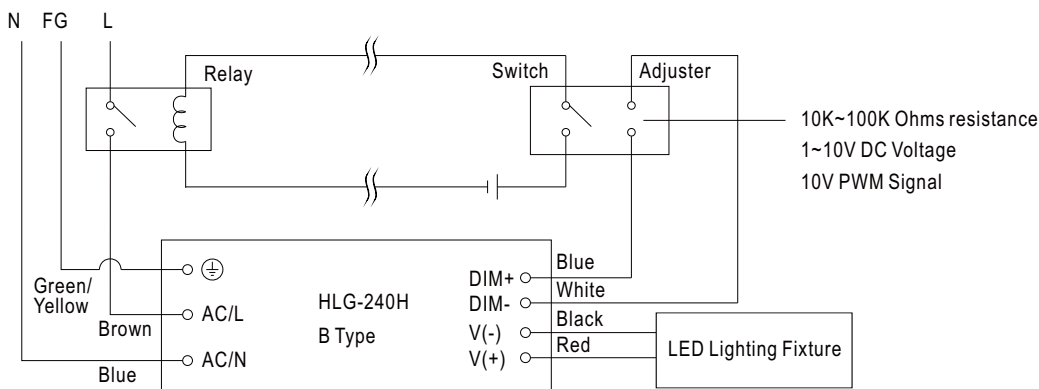 N FG L
Relay
Switch
Adjuster
10K~100K Ohms resistance
1~10V DC Voltage
10V PWM Signal
Green/
Yellow
Brown
Blue
AC/L
AC/N
HLG-240H
B Type
DIM+
DIM-
V(-)
V(+)
Blue
White
Black
Red
LED Lighting Fixture